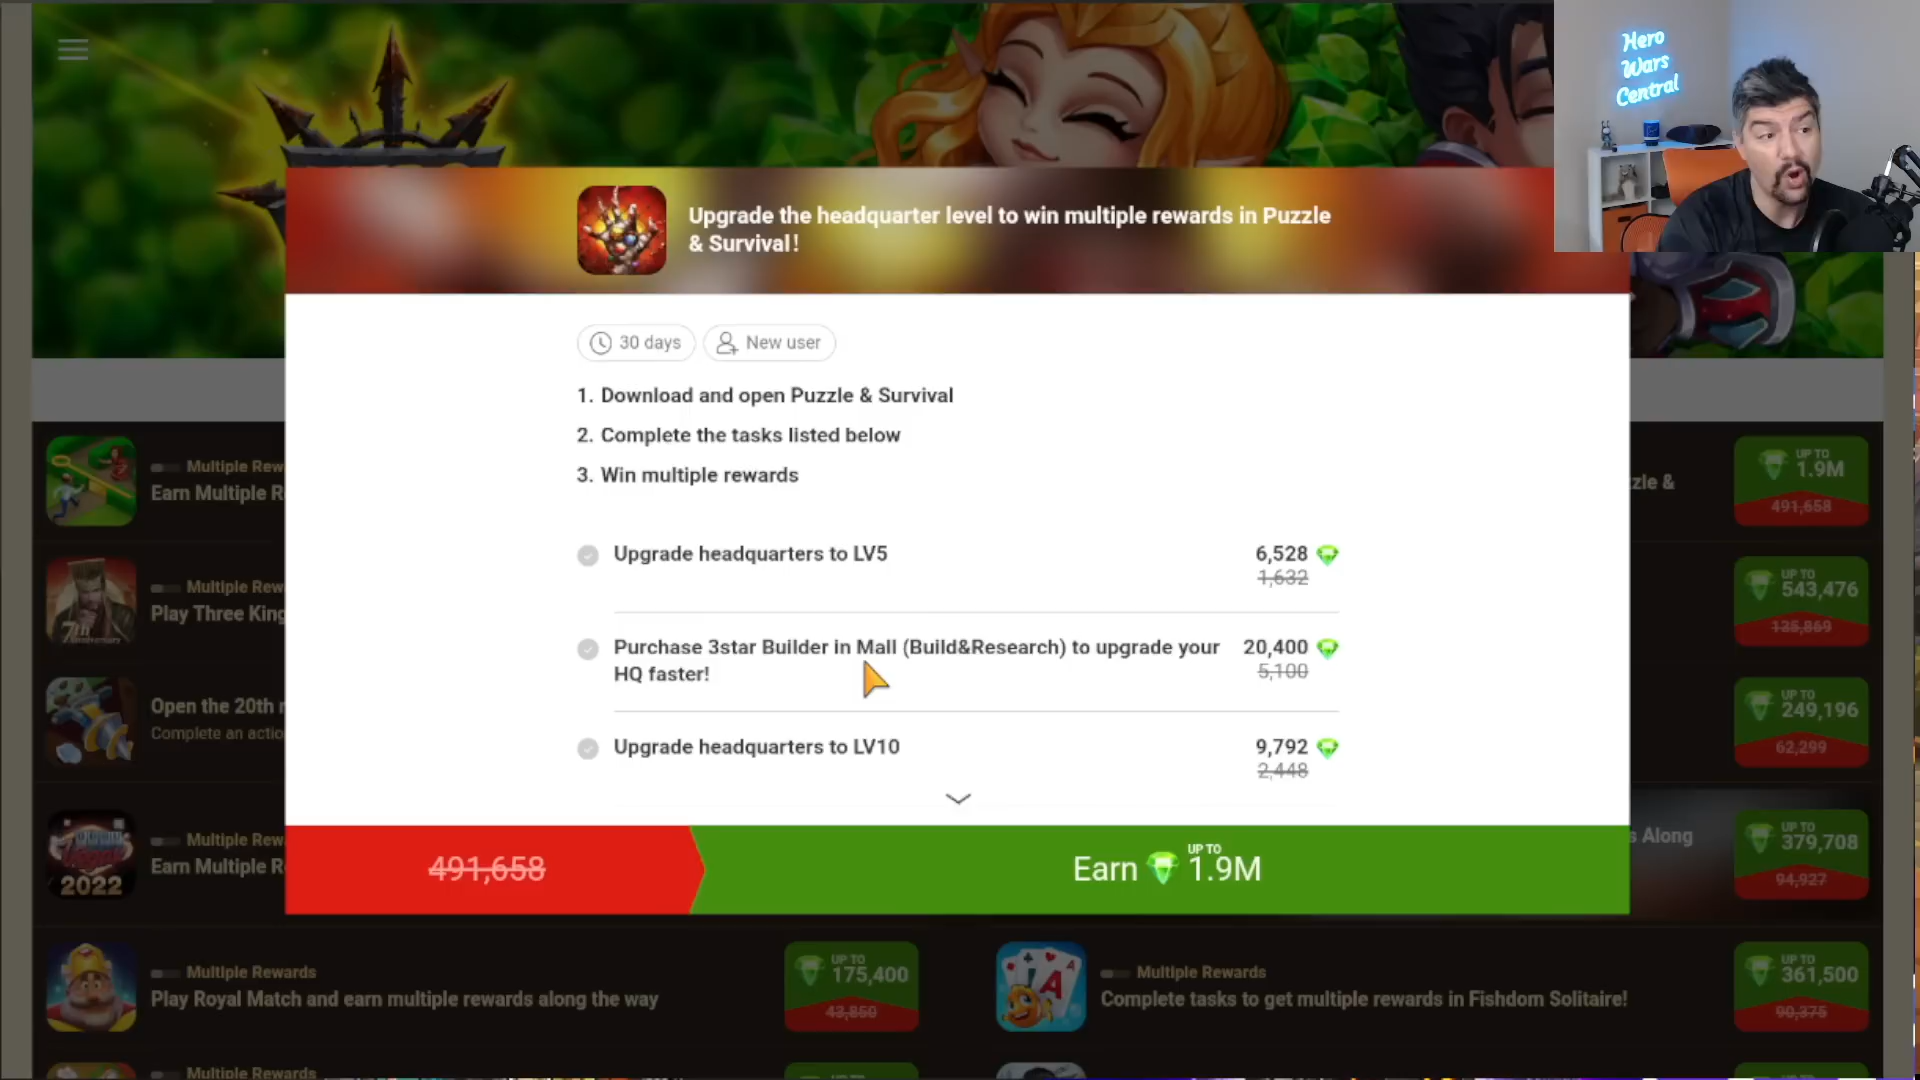 Hero
Wars
Central
Upgrade the headquarter level to win multiple rewards in Puzzle
& Survival!
30 days
New user
1. Download and open Puzzle & Survival
2. Complete the tasks listed below
3. Win multiple rewards
Upgrade headquarters to LV5
6,528
1,632
Purchase 3star Builder in Mall (Build&Research) to upgrade your
HQ faster!
20,400
5,100
Upgrade headquarters to LV10
9,792
2,448
491,658
Earn UP TO 1.9M
Multiple Rew
Earn Multiple R
zle &
UP TO
1.9M
491,658
7th
Multiple Rew
Play Three King
UP TO
543,476
135,869
Open the 20th
Complete an actio
UP TO
249,196
62,299
2022
Multiple Rew
Earn Multiple R
s Along
UP TO
379,708
94,927
Multiple Rewards
Play Royal Match and earn multiple rewards along the way
UP TO
175,400
43,850
A
A
Multiple Rewards
Complete tasks to get multiple rewards in Fishdom Solitaire!
UP TO
361,500
90,375
Multiple Rewards